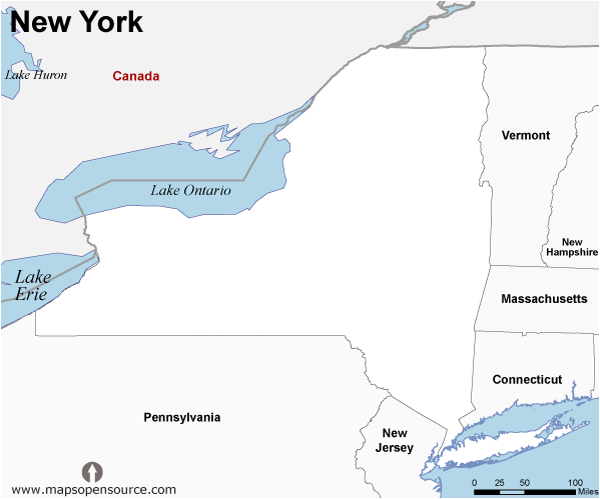 New York
Lake Huron
Canada
Vermont
Lake Ontario
New
Hampshire
Lake
Erie
Massachusetts
Connecticut
Pennsylvania
New
Jersey
www.mapsopensource.com
0 25 50 100
Miles